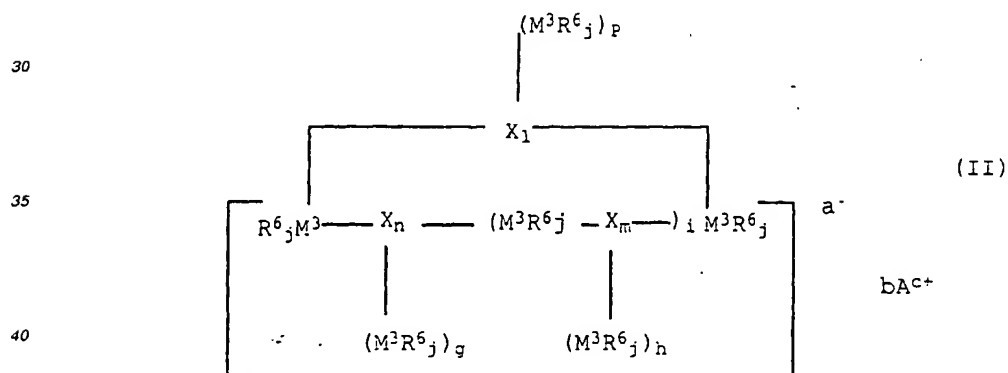 (M³R⁶j)p
30
X1
(II)
35
R⁶jM³ Xn (M³R⁶j Xm )i M³R⁶j a-
bAc+
40
(M³R⁶j)g (M³R⁶j)h